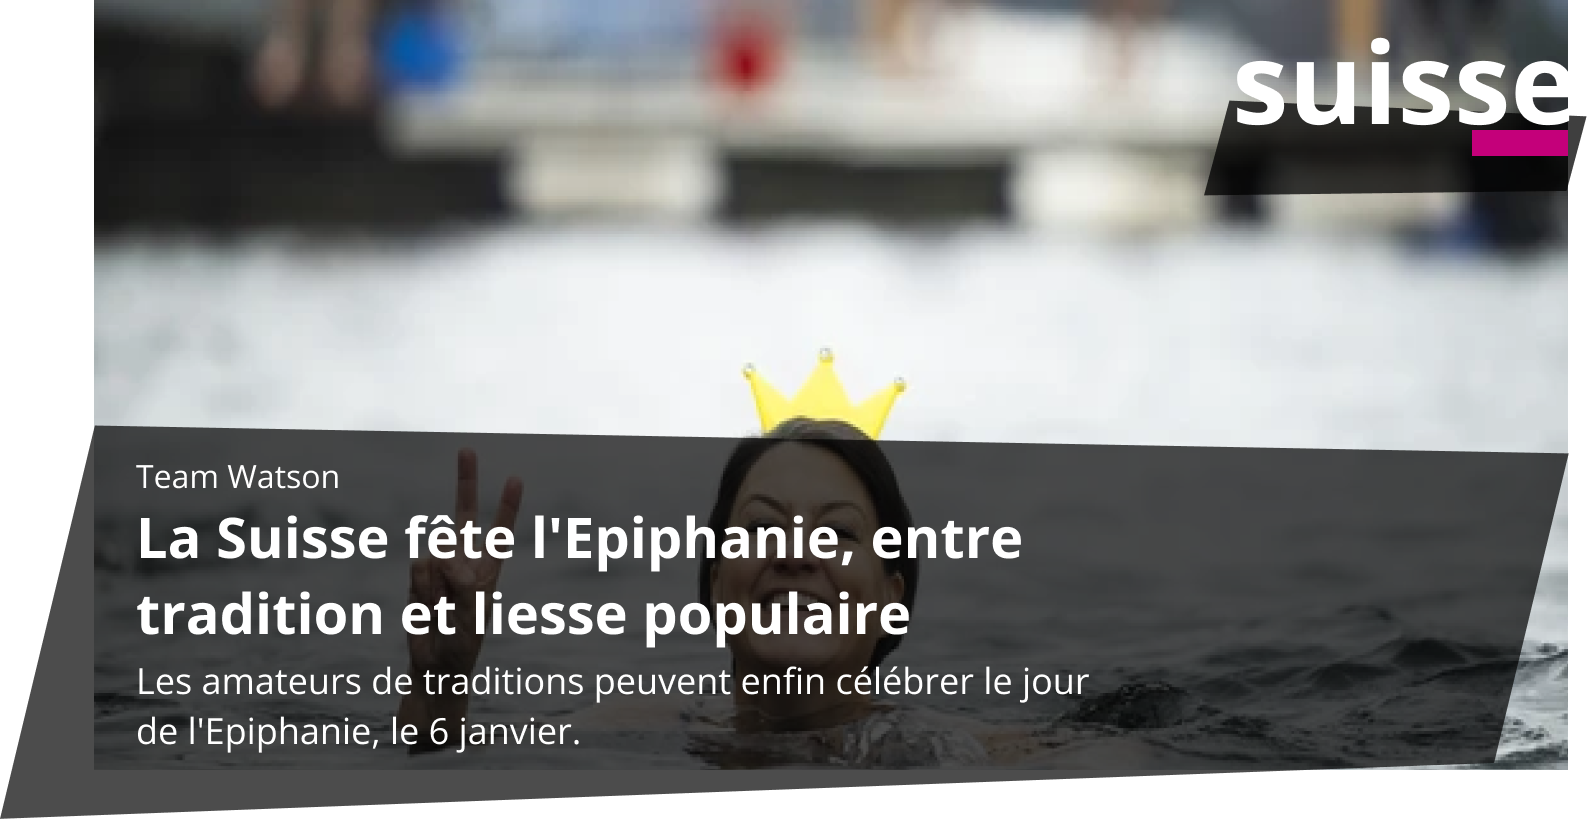 suisse
Team Watson
La Suisse fête l'Epiphanie, entre
tradition et liesse populaire
Les amateurs de traditions peuvent enfin célébrer le jour
de l'Epiphanie, le 6 janvier.